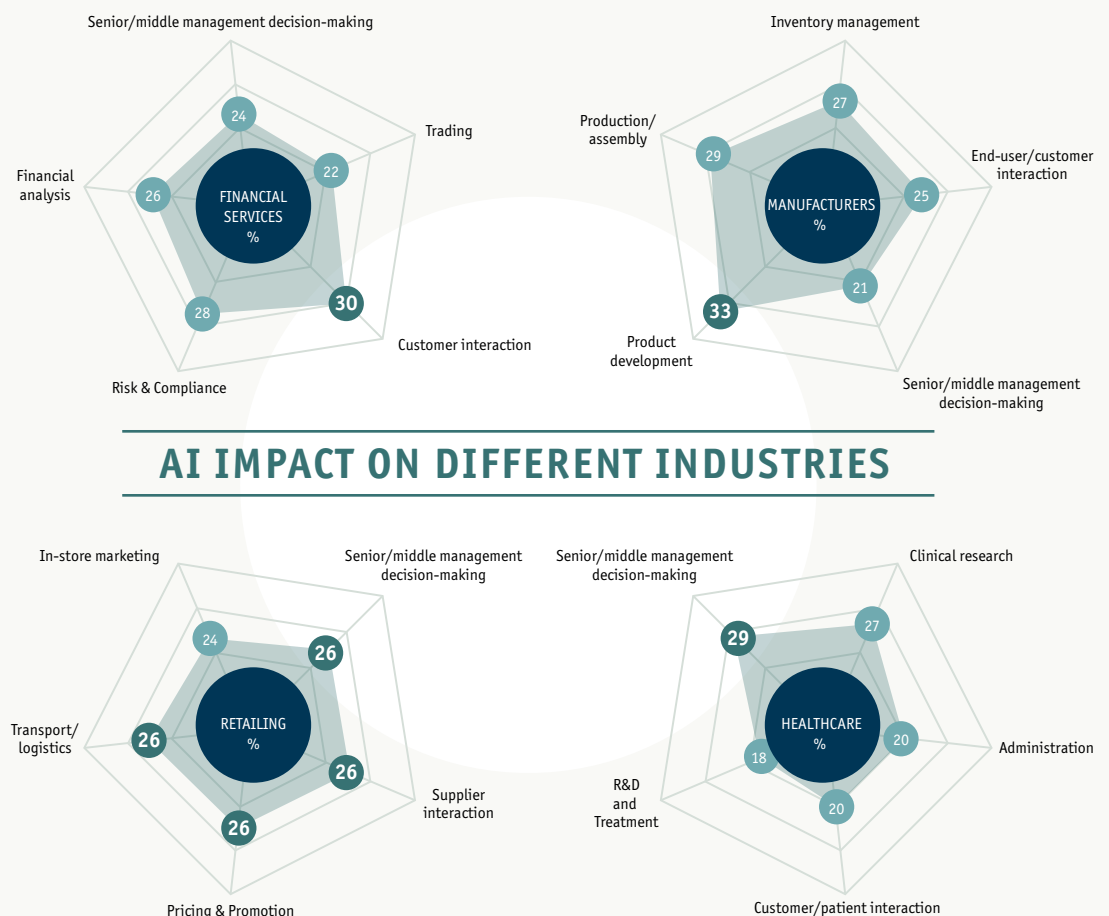 Senior/middle management decision-making
24
Trading
22
Financial
analysis
26
FINANCIAL
SERVICES
%
28
30
Customer interaction
Risk & Compliance
Inventory management
27
Production/
assembly
29
End-user/customer
interaction
25
MANUFACTURERS
%
21
33
Product
development
Senior/middle management
decision-making
AI IMPACT ON DIFFERENT INDUSTRIES
In-store marketing
Senior/middle management
decision-making
24
26
Transport/
logistics
26
RETAILING
%
26
Supplier
interaction
26
Pricing & Promotion
Senior/middle management
decision-making
Clinical research
29
27
HEALTHCARE
%
20
Administration
18
R&D
and
Treatment
20
Customer/patient interaction